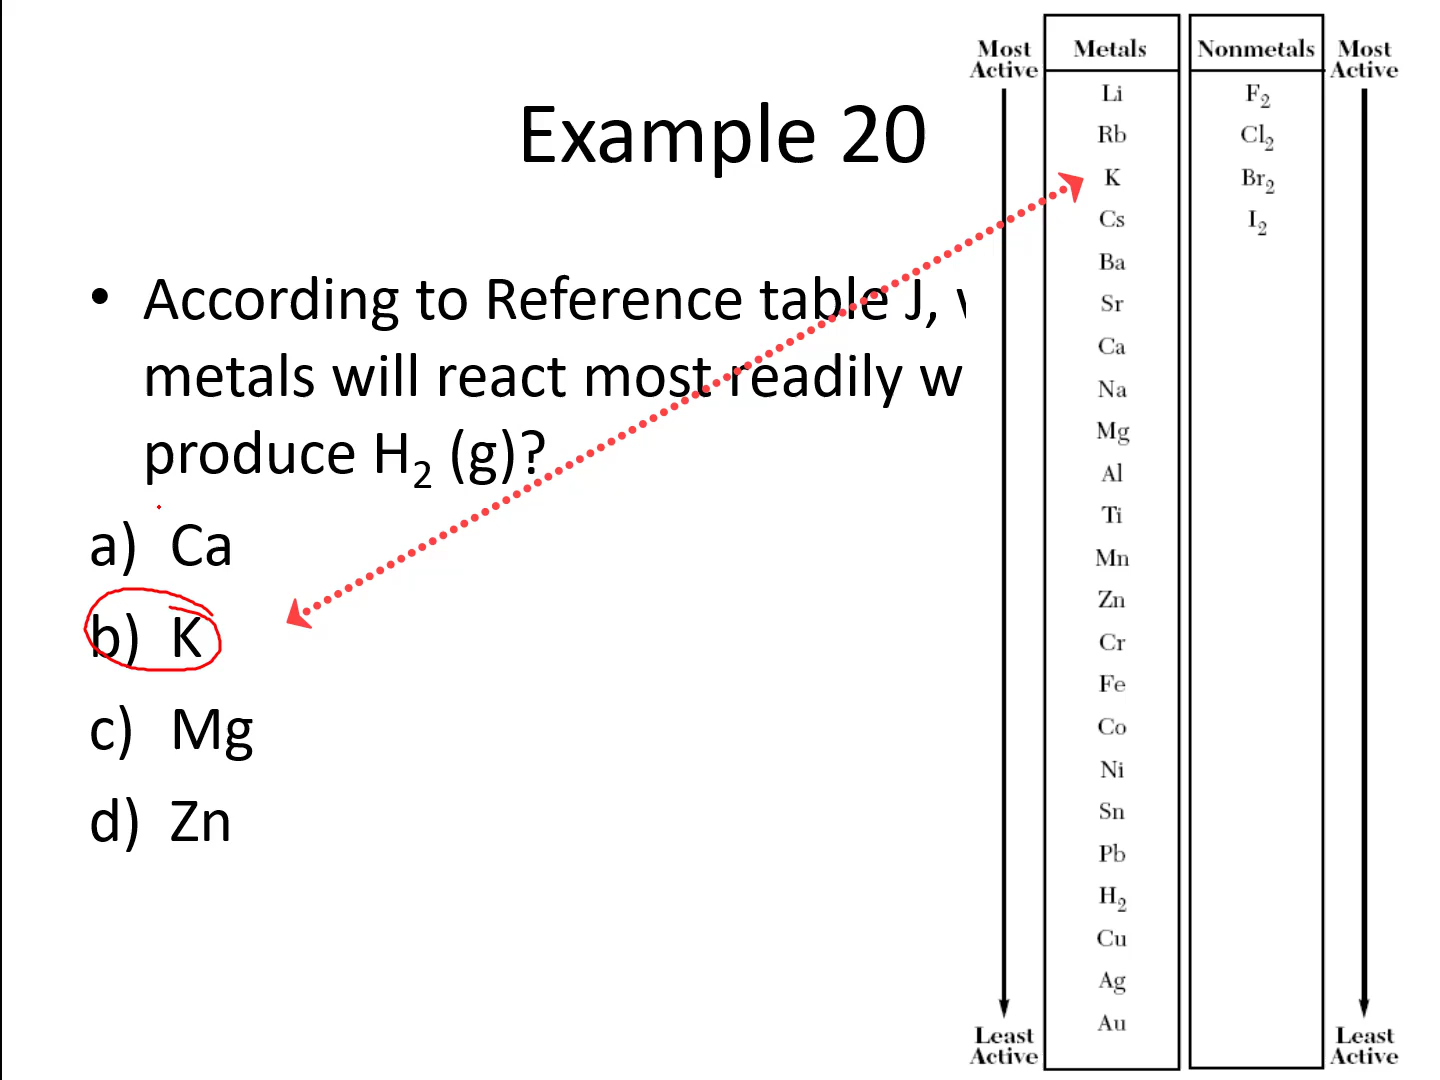 Example 20
• According to Reference table J,
metals will react most readily
produce H₂ (g)?
a) Ca
b) K
c) Mg
d) Zn
Most Active
Metals
Nonmetals
Most Active
Li
F₂
Rb
Cl₂
K
Br₂
Cs
I₂
Ba
Sr
Ca
Na
Mg
Al
Ti
Mn
Zn
Cr
Fe
Co
Ni
Sn
Pb
H₂
Cu
Ag
Au
Least Active
Least Active